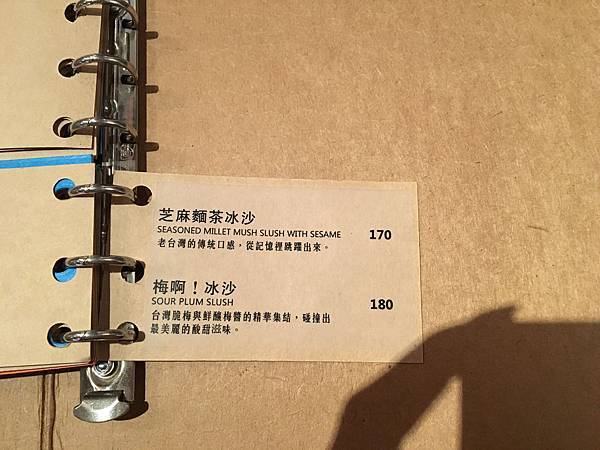 芝麻麵茶冰沙
SEASONED MILLET MUSH SLUSH WITH SESAME 170
老台灣的傳統口感，從記憶裡跳躍出來。
梅啊！冰沙
SOUR PLUM SLUSH 180
台灣脆梅與鮮釀梅醬的精華集結，碰撞出
最美麗的酸甜滋味。